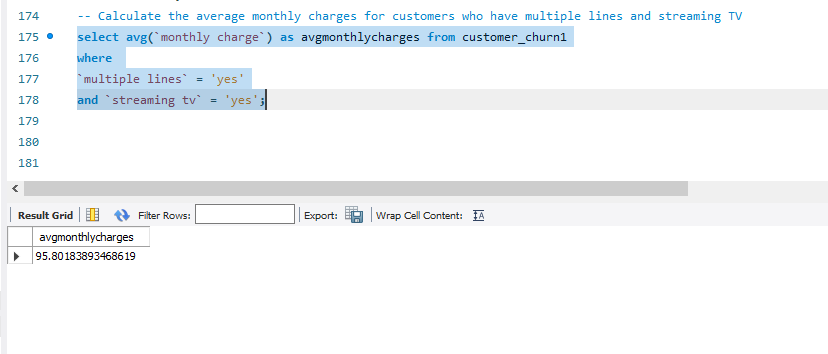 174 -- Calculate the average monthly charges for customers who have multiple lines and streaming TV
175 select avg(`monthly charge`) as avgmonthlycharges from customer_churn1
176 where
177 `multiple lines` = 'yes'
178 and `streaming tv` = 'yes';
179
180
181
Result Grid Filter Rows: Export: Wrap Cell Content: IA
avgmonthlycharges
95.80183893468619